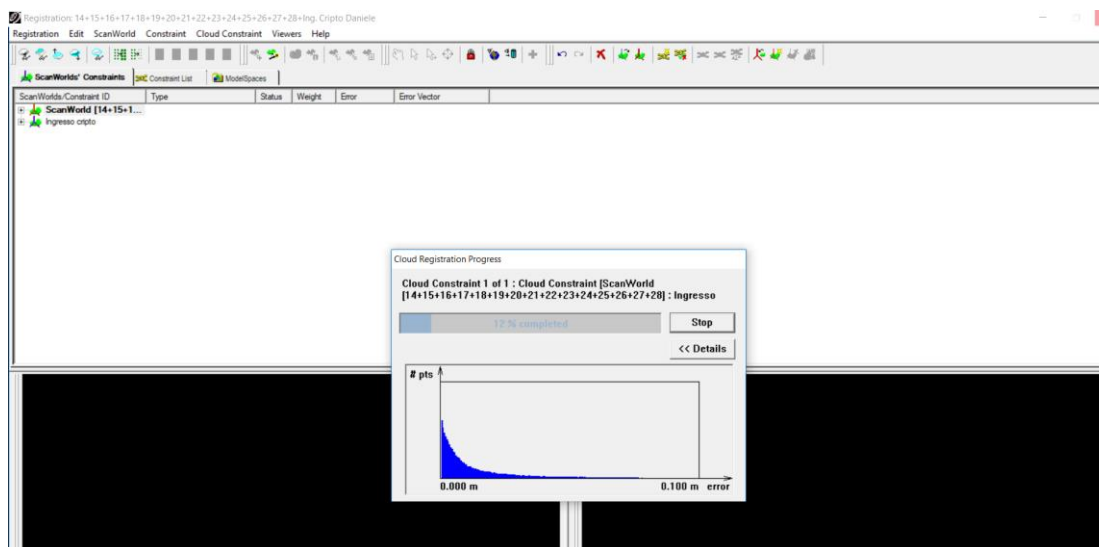 Registration: 14+15+16+17+18+19+20+21+22+23+24+25+26+27+28+Ing. Cripto Daniele
Registration Edit ScanWorld Constraint Cloud Constraint Viewers Help
ScanWorlds' Constraints Constraint List ModelSpaces
ScanWorlds/Constraint ID Type Status Weight Error Error Vector
ScanWorld [14+15+1...
Ingresso cripto
Cloud Registration Progress
Cloud Constraint 1 of 1 : Cloud Constraint [ScanWorld
[14+15+16+17+18+19+20+21+22+23+24+25+26+27+28] : Ingresso
12 % completed
Stop
<< Details
# pts
0.000 m 0.100 m error